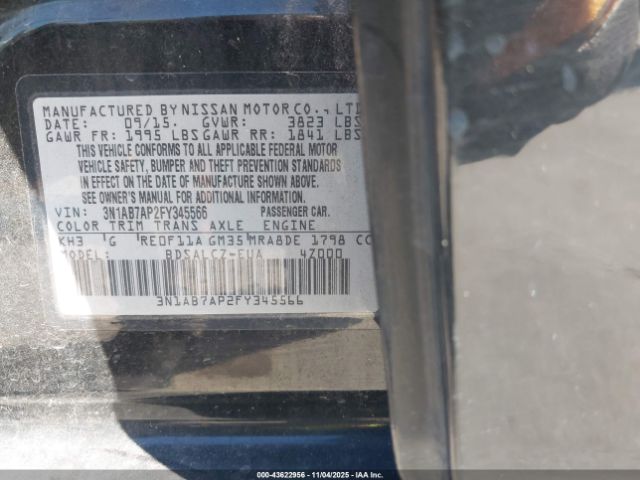 MANUFACTURED BY NISSAN MOTOR CO., LTD
DATE: 09/15. GVWR: 3823 LBS
GAWR FR: 1995 LBS GAWR RR: 1841 LBS
THIS VEHICLE CONFORMS TO ALL APPLICABLE FEDERAL MOTOR
VEHICLE SAFETY, BUMPER AND THEFT PREVENTION STANDARDS
IN EFFECT ON THE DATE OF MANUFACTURE SHOWN ABOVE.
SEE OWNER'S MANUAL FOR ADDITIONAL INFORMATION.
VIN: 3N1AB7AP2FY345566 PASSENGER CAR.
COLOR TRIM TRANS AXLE ENGINE
KH3 G RE0F11A GM35 MRA8DE 1798 CC
MODEL: BDSALCZ-EUA 4Z000
3N1AB7AP2FY345566
000-43622956 | 11/04/2025 | IAA Inc.